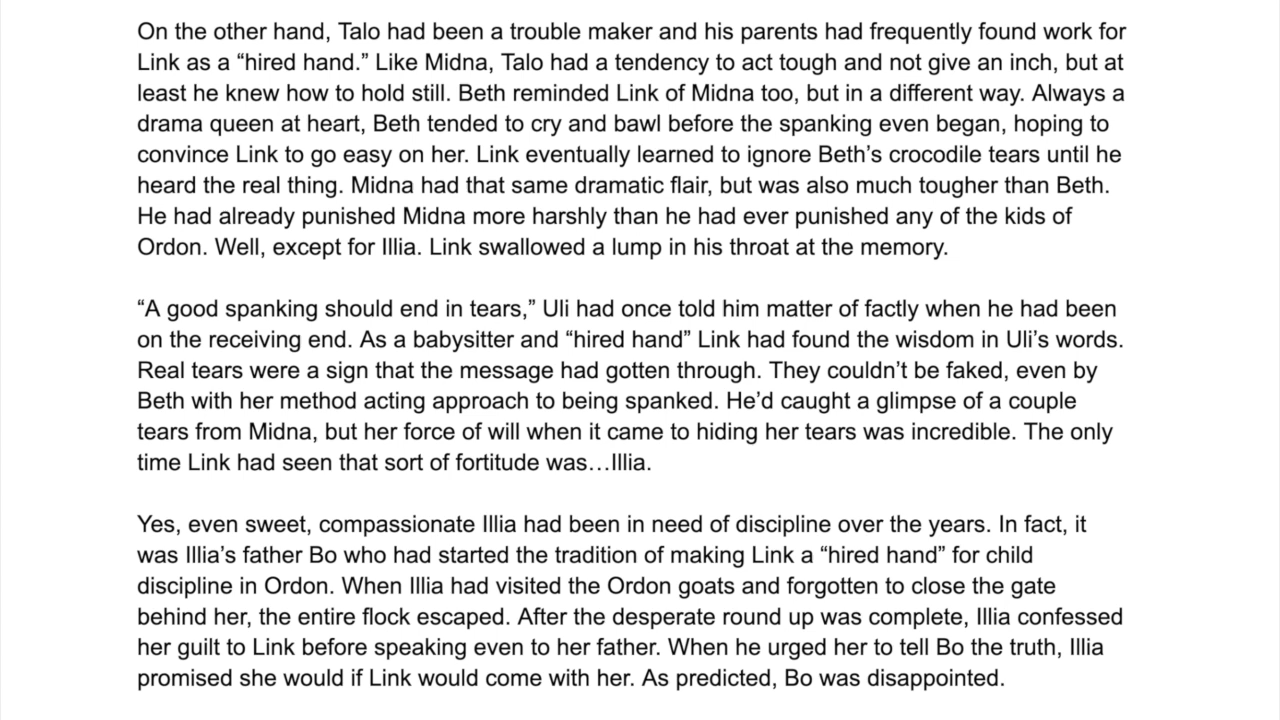 On the other hand, Talo had been a trouble maker and his parents had frequently found work for
Link as a “hired hand.” Like Midna, Talo had a tendency to act tough and not give an inch, but at
least he knew how to hold still. Beth reminded Link of Midna too, but in a different way. Always a
drama queen at heart, Beth tended to cry and bawl before the spanking even began, hoping to
convince Link to go easy on her. Link eventually learned to ignore Beth’s crocodile tears until he
heard the real thing. Midna had that same dramatic flair, but was also much tougher than Beth.
He had already punished Midna more harshly than he had ever punished any of the kids of
Ordon. Well, except for Illia. Link swallowed a lump in his throat at the memory.

“A good spanking should end in tears,” Uli had once told him matter of factly when he had been
on the receiving end. As a babysitter and “hired hand” Link had found the wisdom in Uli’s words.
Real tears were a sign that the message had gotten through. They couldn’t be faked, even by
Beth with her method acting approach to being spanked. He’d caught a glimpse of a couple
tears from Midna, but her force of will when it came to hiding her tears was incredible. The only
time Link had seen that sort of fortitude was…Illia.

Yes, even sweet, compassionate Illia had been in need of discipline over the years. In fact, it
was Illia’s father Bo who had started the tradition of making Link a “hired hand” for child
discipline in Ordon. When Illia had visited the Ordon goats and forgotten to close the gate
behind her, the entire flock escaped. After the desperate round up was complete, Illia confessed
her guilt to Link before speaking even to her father. When he urged her to tell Bo the truth, Illia
promised she would if Link would come with her. As predicted, Bo was disappointed.